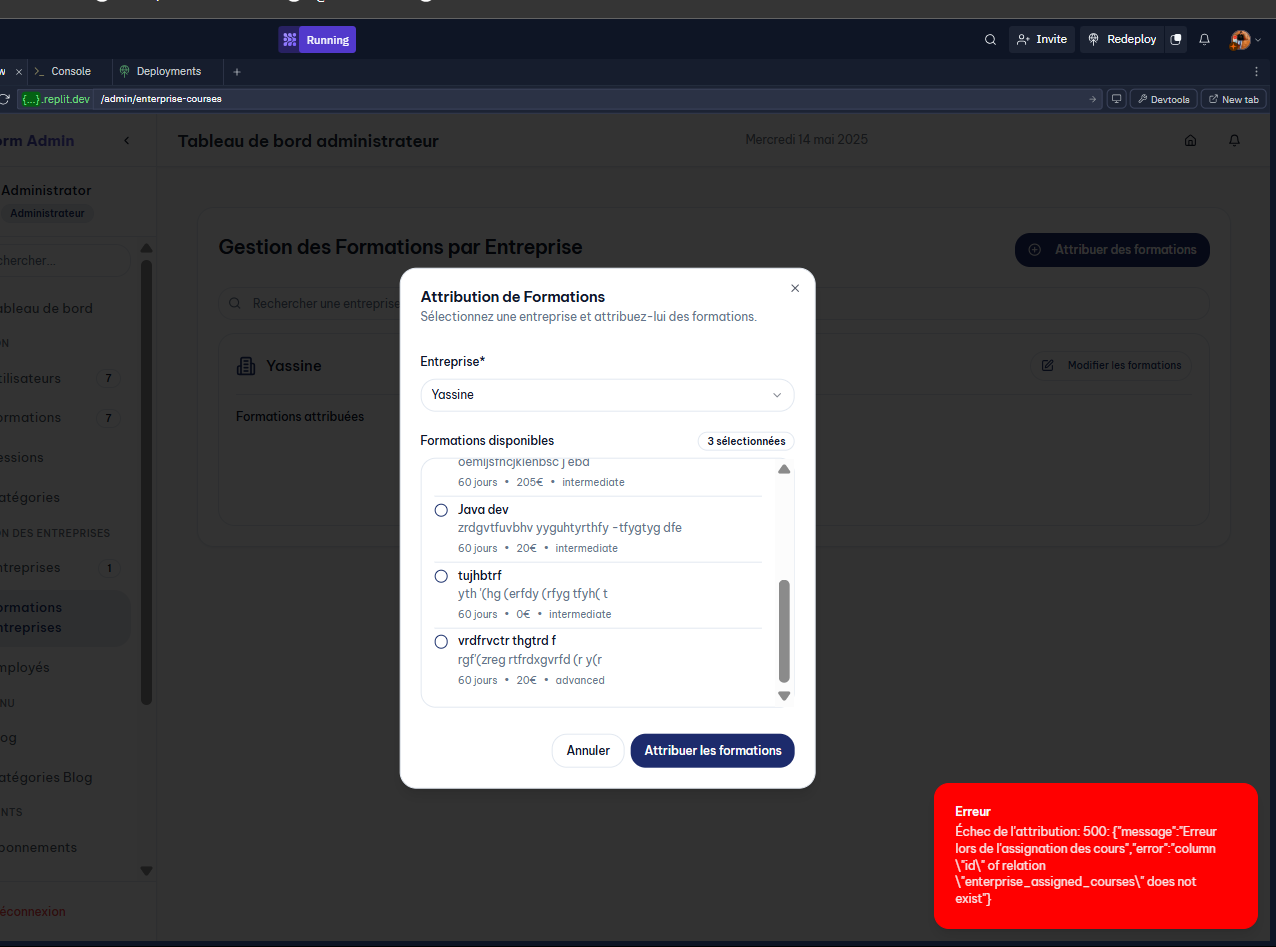 Running
Invite
Redeploy
w
Console
Deployments
{...}.replit.dev
/admin/enterprise-courses
Devtools
New tab
orm Admin
Tableau de bord administrateur
Mercredi 14 mai 2025
Administrator
Administrateur
chercher...
ableau de bord
ON
tilisateurs
7
ormations
7
essions
atégories
ON DES ENTREPRISES
ntreprises
1
ormations
ntreprises
mployés
NU
og
atégories Blog
NTS
bonnements
éconnexion
Gestion des Formations par Entreprise
Attribuer des formations
Rechercher une entreprise
Yassine
Modifier les formations
Formations attribuées
Attribution de Formations
Sélectionnez une entreprise et attribuez-lui des formations.
Entreprise*
Yassine
Formations disponibles
3 sélectionnées
60 jours • 205€ • intermediate
Java dev
zrdgvtfuvbhv yyguhtyrthfy -tfygtyg dfe
60 jours • 20€ • intermediate
tujhbtrf
yth '(hg (erfdy (rfyg tfyh( t
60 jours • 0€ • intermediate
vrdfrvctr thgtrd f
rgf'(zreg rtfrdxgvrfd (r y(r
60 jours • 20€ • advanced
Annuler
Attribuer les formations
Erreur
Échec de l'attribution: 500: {"message":"Erreur
lors de l'assignation des cours","error":"column
\"id\" of relation
\"enterprise_assigned_courses\" does not
exist"}